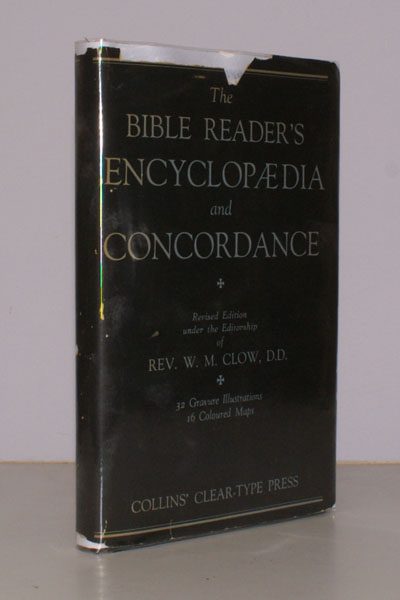 The
BIBLE READER'S
ENCYCLOPÆDIA
and
CONCORDANCE
Revised Edition
under the Editorship
of
REV. W. M. CLOW, D.D.
32 Gravure Illustrations
16 Coloured Maps
COLLINS' CLEAR-TYPE PRESS